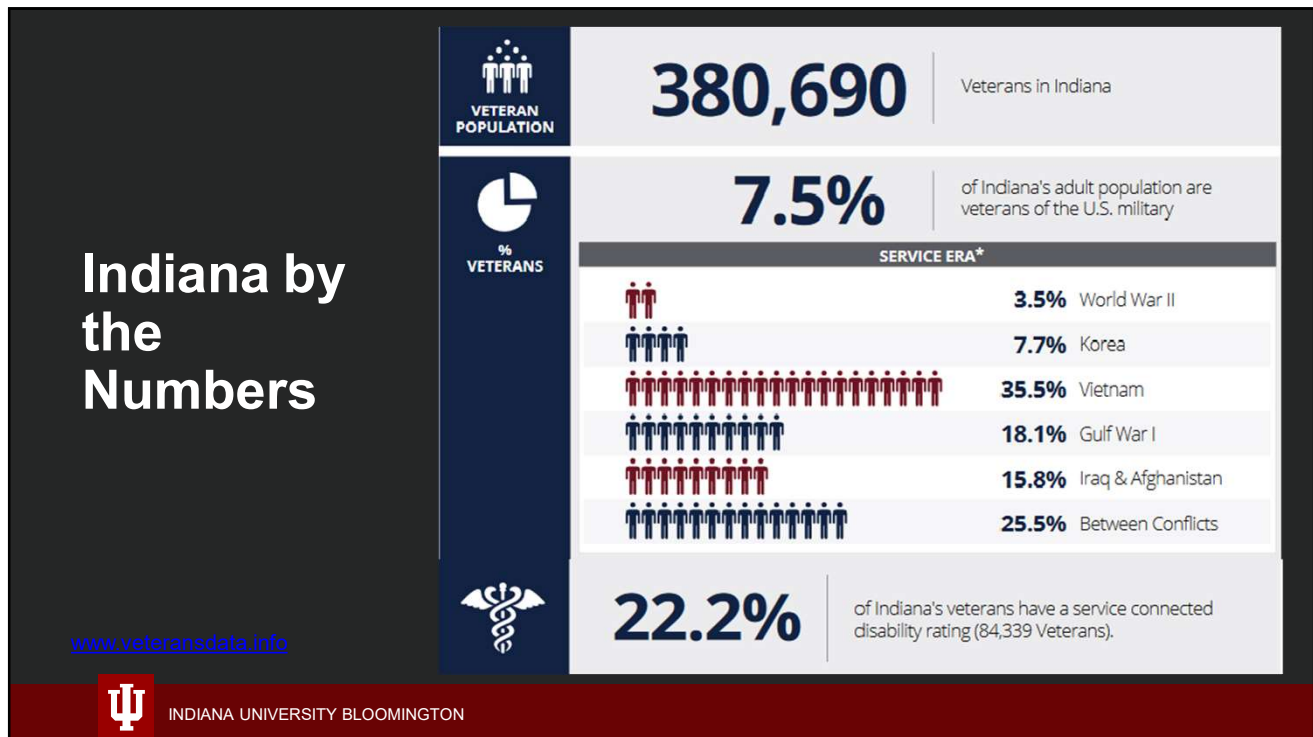 Indiana by
the
Numbers
www.veteransdata.info
VETERAN
POPULATION
380,690
Veterans in Indiana
%
VETERANS
7.5%
of Indiana's adult population are
veterans of the U.S. military
SERVICE ERA*
3.5% World War II
7.7% Korea
35.5% Vietnam
18.1% Gulf War I
15.8% Iraq & Afghanistan
25.5% Between Conflicts
22.2%
of Indiana's veterans have a service connected
disability rating (84,339 Veterans).
INDIANA UNIVERSITY BLOOMINGTON